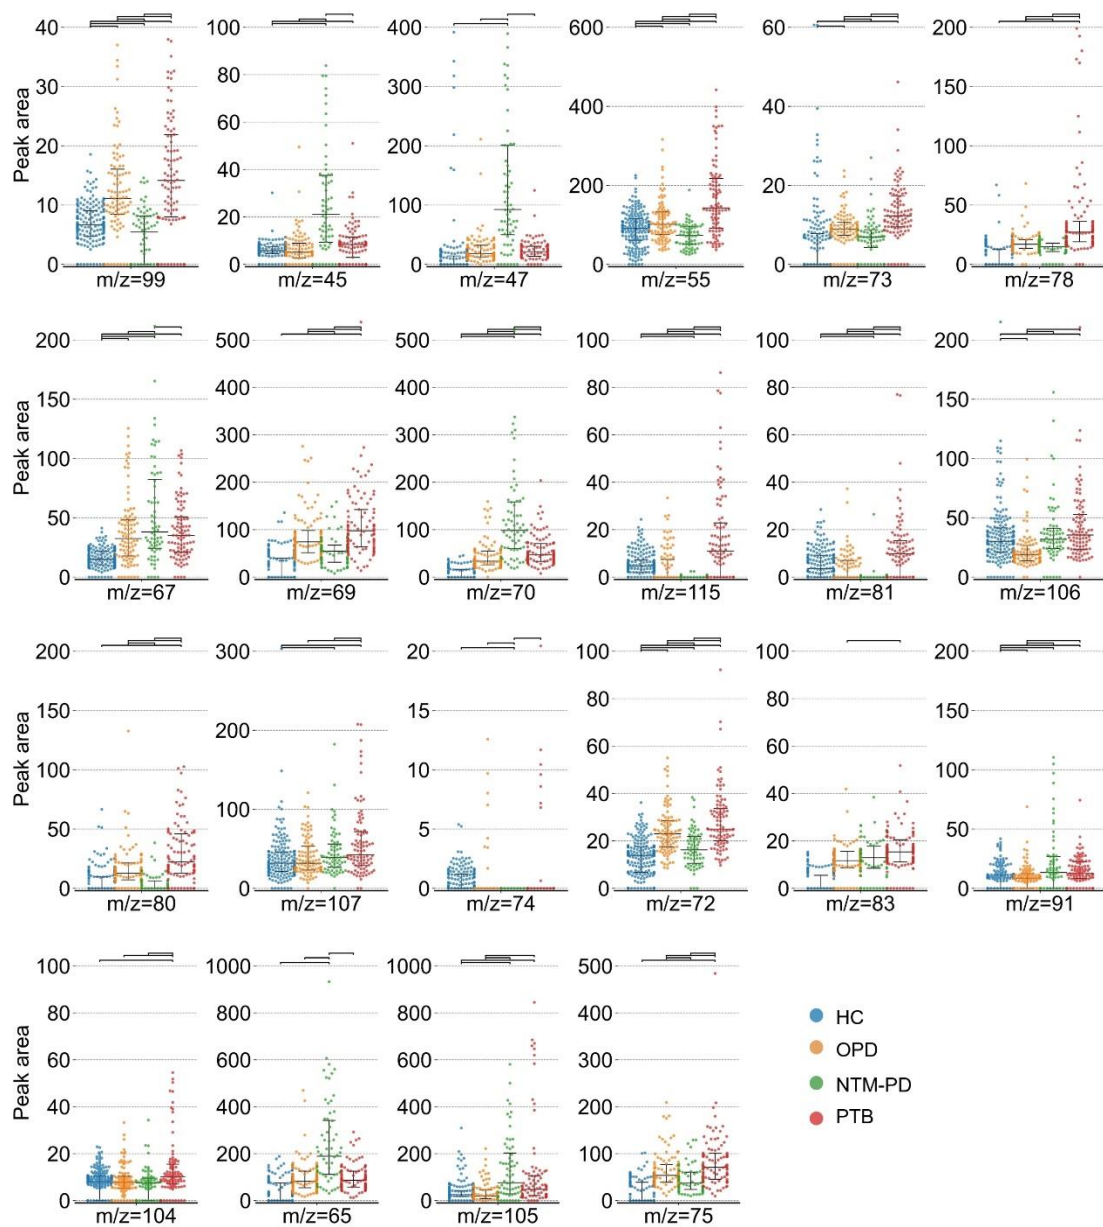 40 100 400 600 60 200
Peak area
30 80 300 400 40 150
20 60 200 200 20 100
10 40 100 0 0 50
0 20 0 0
0
m/z=99 m/z=45 m/z=47 m/z=55 m/z=73 m/z=78
200 500 500 100 100 200
Peak area
150 400 400 80 80 150
100 300 300 60 60 100
50 200 200 40 40 50
0 100 100 20 20 0
0 0 0 0
m/z=67 m/z=69 m/z=70 m/z=115 m/z=81 m/z=106
200 300 20 100 100 200
Peak area
150 200 15 80 80 150
100 100 10 60 60 100
50 0 5 40 40 50
0 0 20 20 0
0 0
m/z=80 m/z=107 m/z=74 m/z=72 m/z=83 m/z=91
100 1000 1000 500
Peak area
80 800 800 400
60 600 600 300
40 400 400 200
20 200 200 100
0 0 0 0
m/z=104 m/z=65 m/z=105 m/z=75
HC
OPD
NTM-PD
PTB